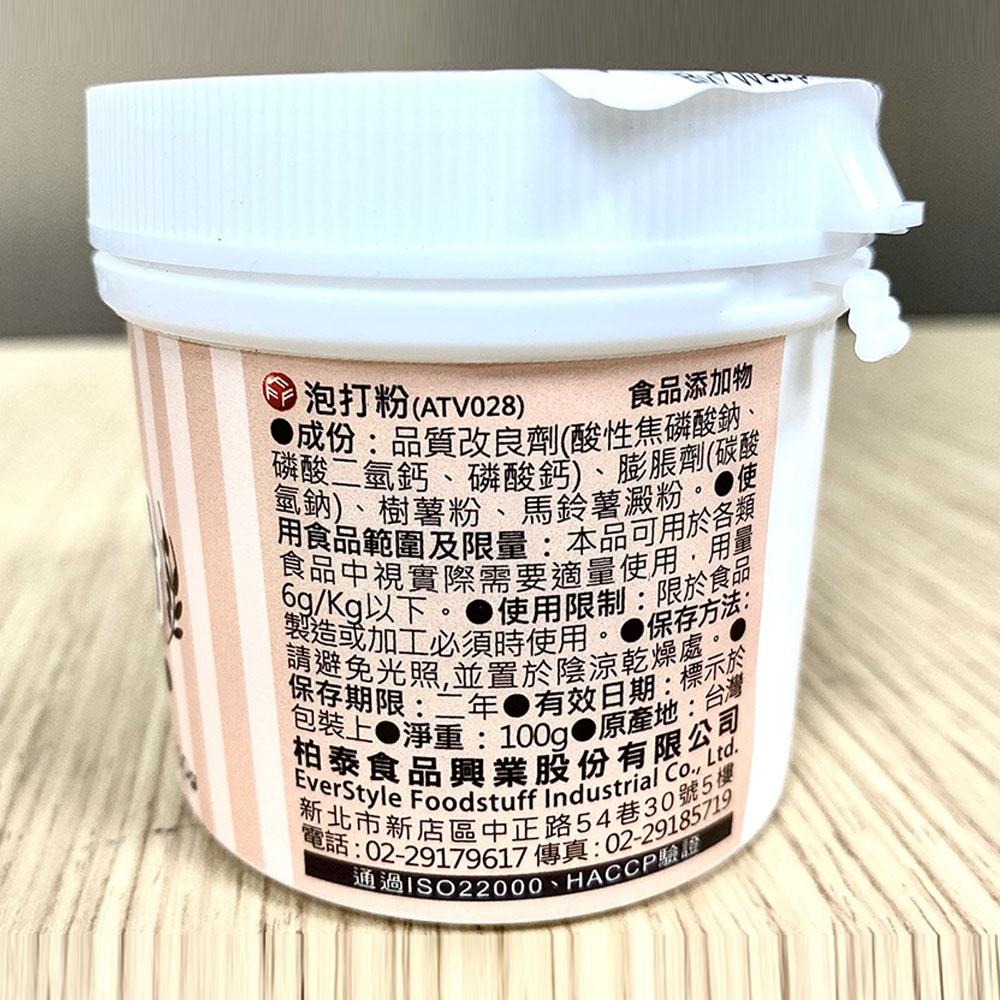 泡打粉(ATV028) 食品添加物
●成份：品質改良劑(酸性焦磷酸鈉、
磷酸二氫鈣、磷酸鈣)、膨脹劑(碳酸
氫鈉)、樹薯粉、馬鈴薯澱粉。●使
用食品範圍及限量：本品可用於各類
食品中視實際需要適量使用，用量
6g/Kg以下。●使用限制：限於食品
製造或加工必須時使用。●保存方法:
請避免光照,並置於陰涼乾燥處。●
保存期限：二年●有效日期：標示於
包裝上●淨重：100g●原產地：台灣
柏泰食品興業股份有限公司
EverStyle Foodstuff Industrial Co., Ltd.
新北市新店區中正路54巷30號5樓
電話:02-29179617 傳真:02-29185719
通過ISO22000、HACCP驗證